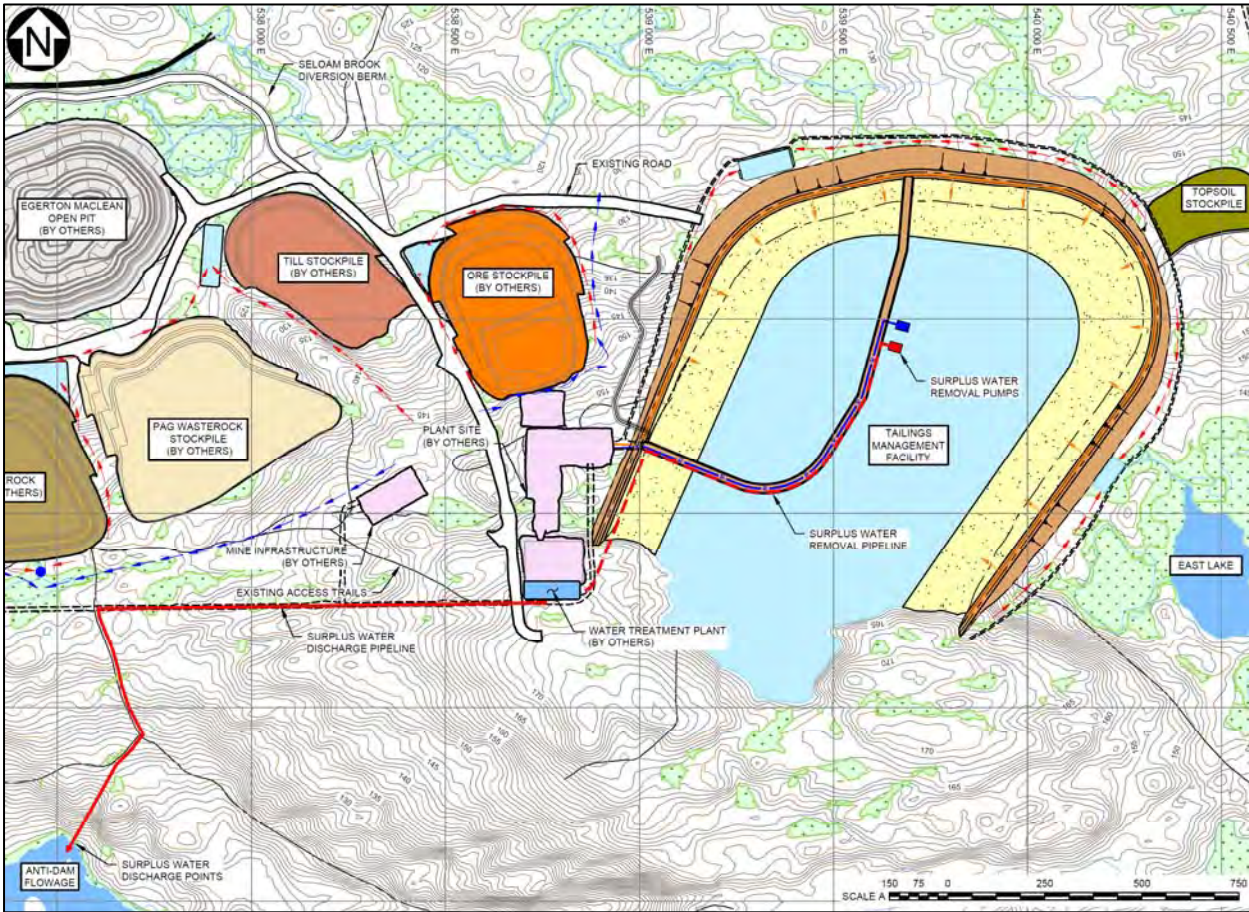 N
538 000 E
538 500 E
539 000 E
539 500 E
540 000 E
540 500 E
SELOAM BROOK
DIVERSION BERM
EXISTING ROAD
EGERTON MACLEAN
OPEN PIT
(BY OTHERS)
TILL STOCKPILE
(BY OTHERS)
ORE STOCKPILE
(BY OTHERS)
TOPSOIL
STOCKPILE
SURPLUS WATER
REMOVAL PUMPS
PAG WASTEROCK
STOCKPILE
(BY OTHERS)
PLANT SITE
(BY OTHERS)
TAILINGS
MANAGEMENT
FACILITY
ROCK
THERS)
SURPLUS WATER
REMOVAL PIPELINE
MINE INFRASTRUCTURE
(BY OTHERS)
EAST LAKE
EXISTING ACCESS TRAILS
SURPLUS WATER
DISCHARGE PIPELINE
WATER TREATMENT PLANT
(BY OTHERS)
ANTI-DAM
FLOWAGE
SURPLUS WATER
DISCHARGE POINTS
150 75 0 250 500 750
SCALE A